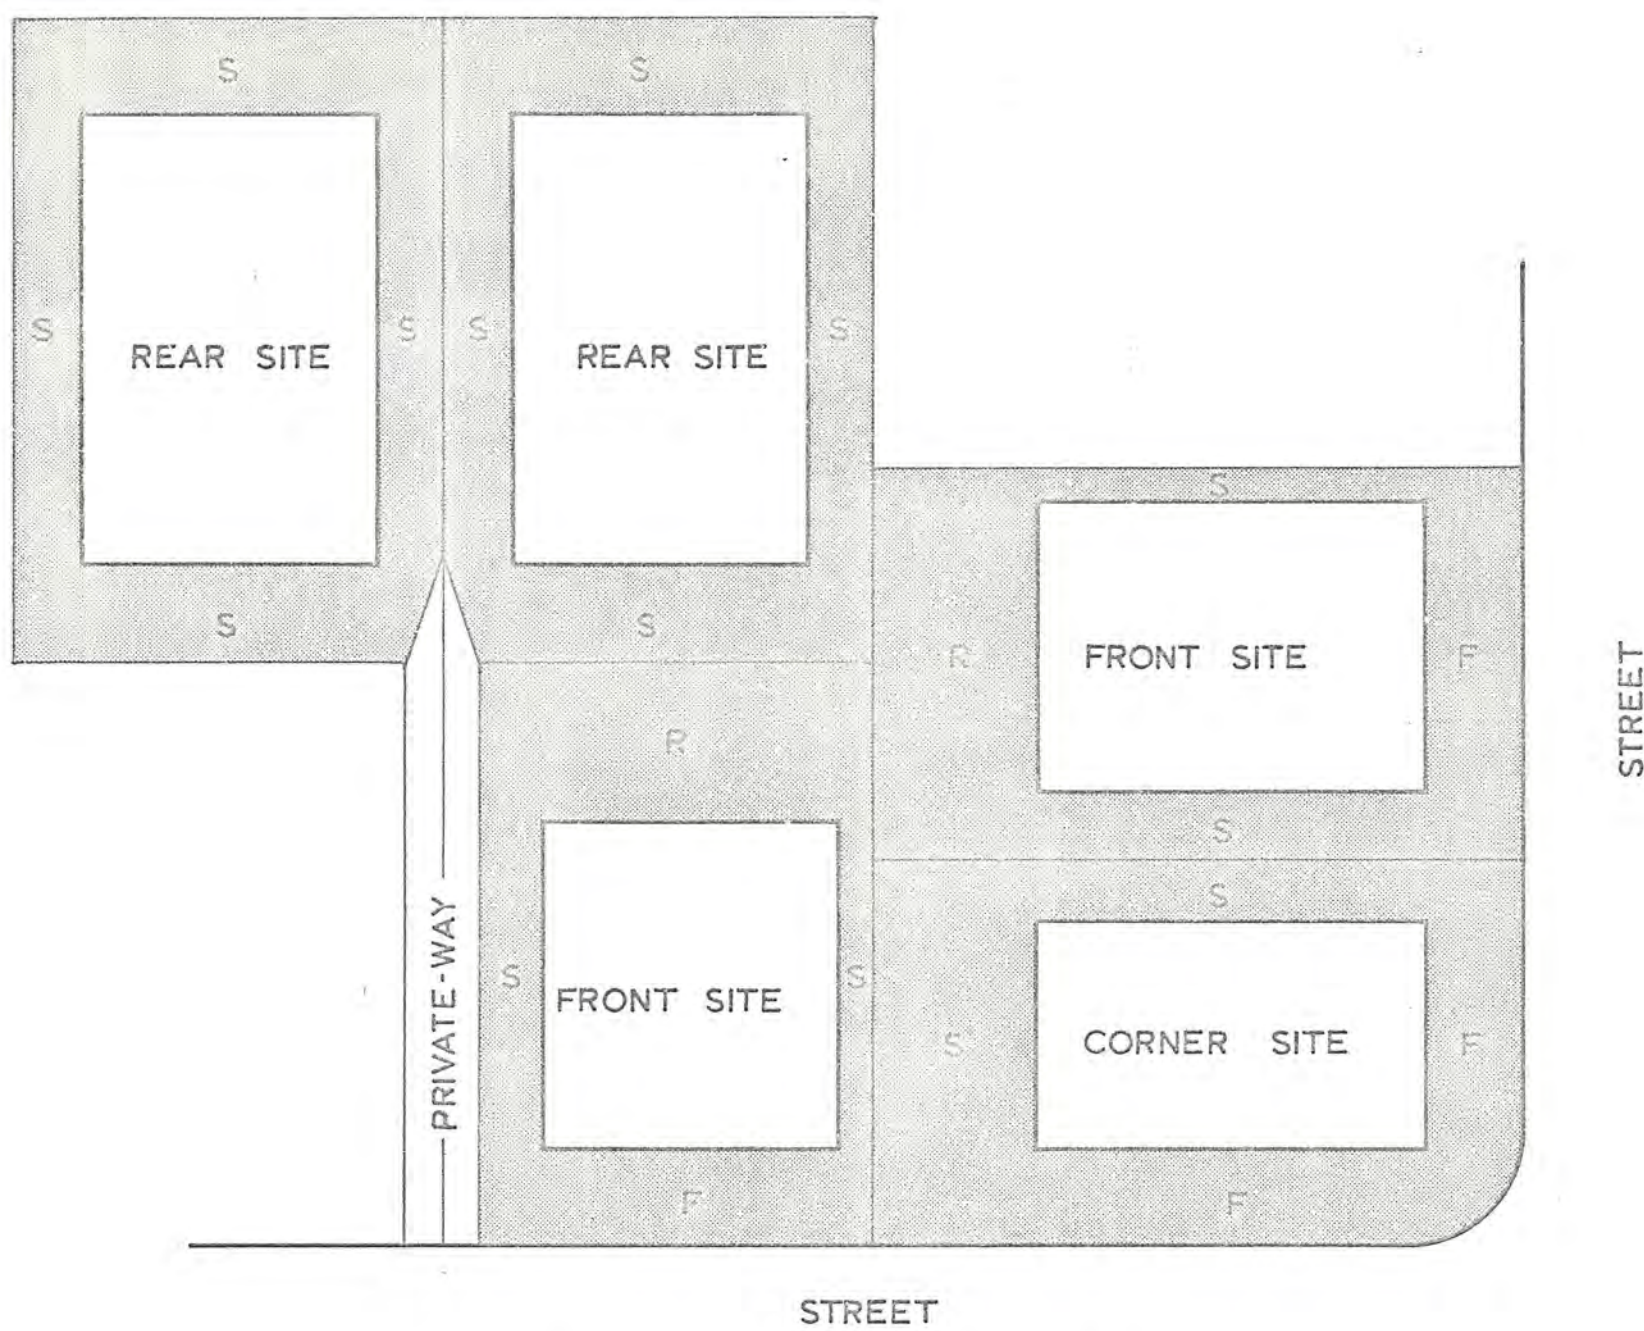 S S
S S S S
REAR SITE REAR SITE
S
S S
R FRONT SITE F
STREET
R
S
S
PRIVATE-WAY
S FRONT SITE S
S CORNER SITE F
F F
STREET